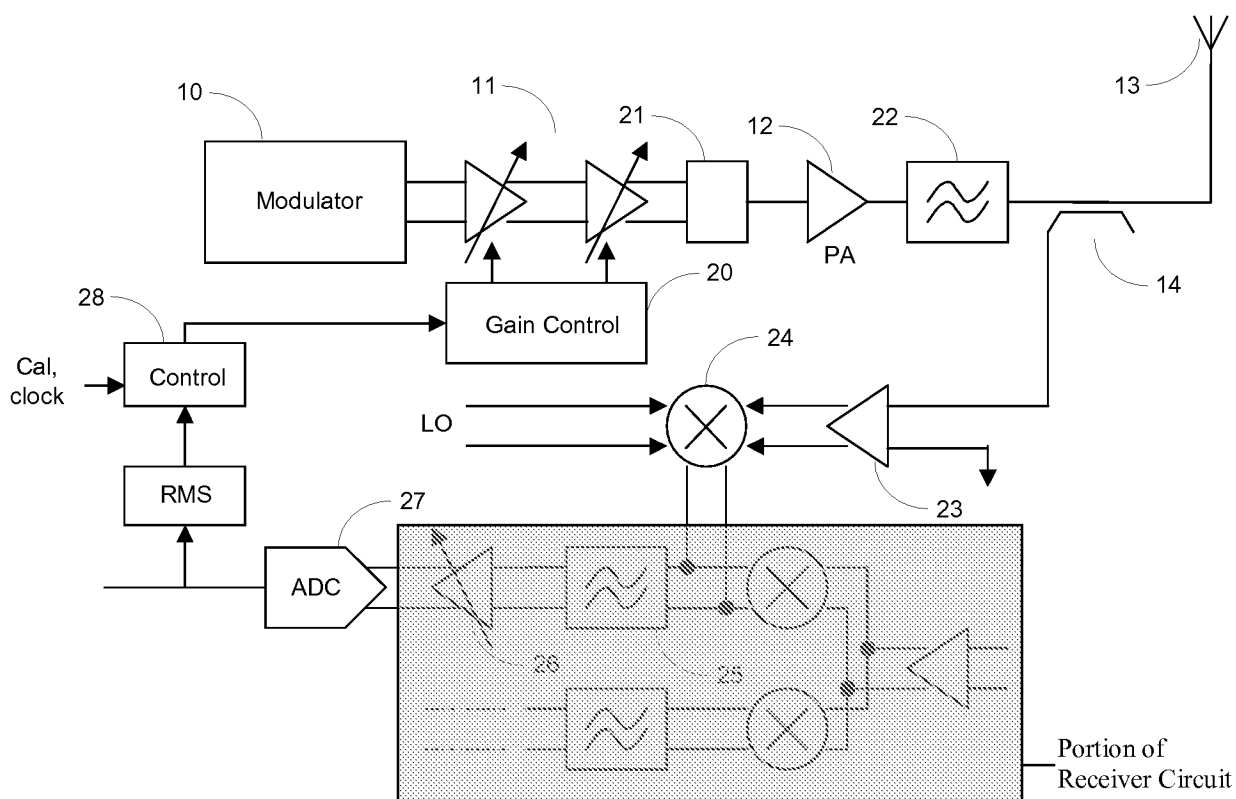 13
10
11
21
12
22
Modulator
PA
14
20
28
Gain Control
24
Cal,
clock
Control
LO
RMS
27
23
ADC
26
25
Portion of
Receiver Circuit